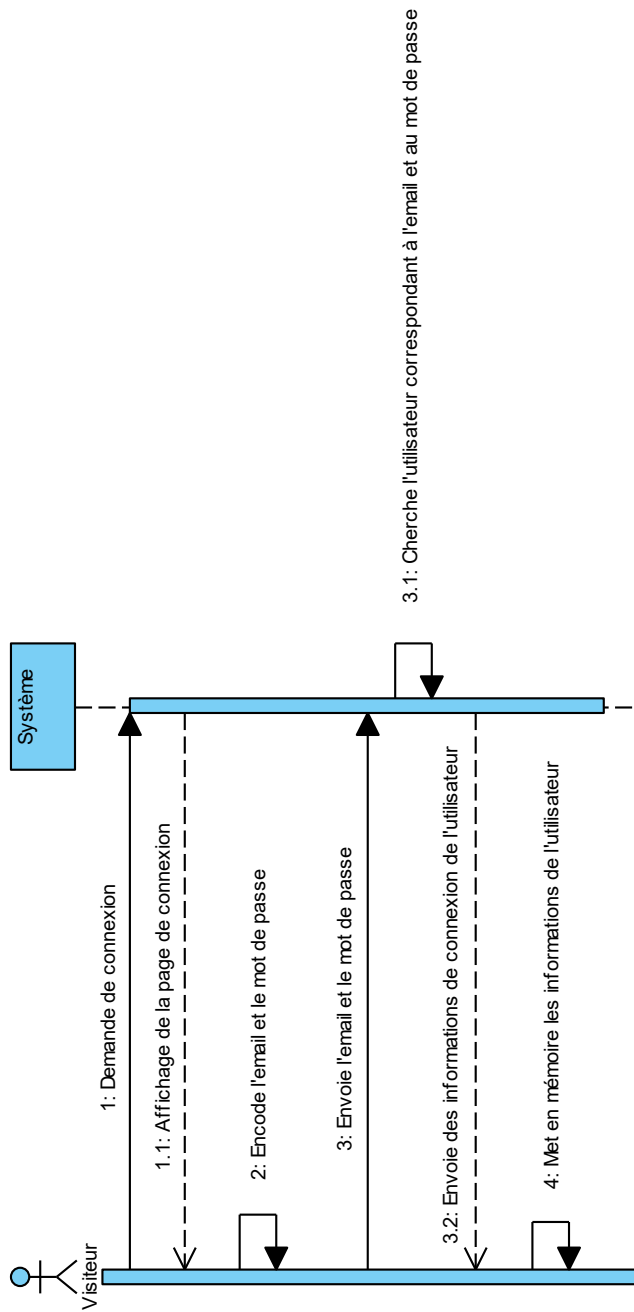 Visiteur
Système
1: Demande de connexion
1.1: Affichage de la page de connexion
2: Encode l'email et le mot de passe
3: Envoie l'email et le mot de passe
3.1: Cherche l'utilisateur correspondant à l'email et au mot de passe
3.2: Envoie des informations de connexion de l'utilisateur
4: Met en mémoire les informations de l'utilisateur